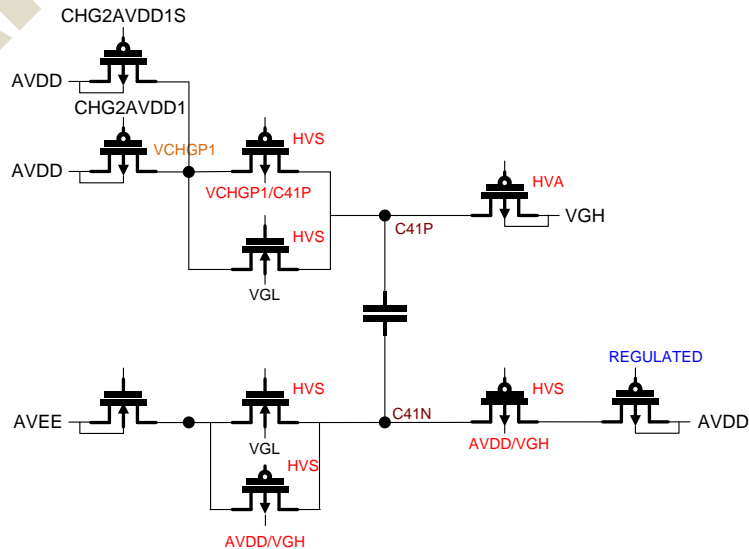 CHG2AVDD1S
AVDD
CHG2AVDD1
AVDD
VCHGP1
HVS
VCHGP1/C41P
HVS
VGL
C41P
HVA
VGH
REGULATED
AVEE
HVS
VGL
HVS
AVDD/VGH
C41N
HVS
AVDD/VGH
AVDD